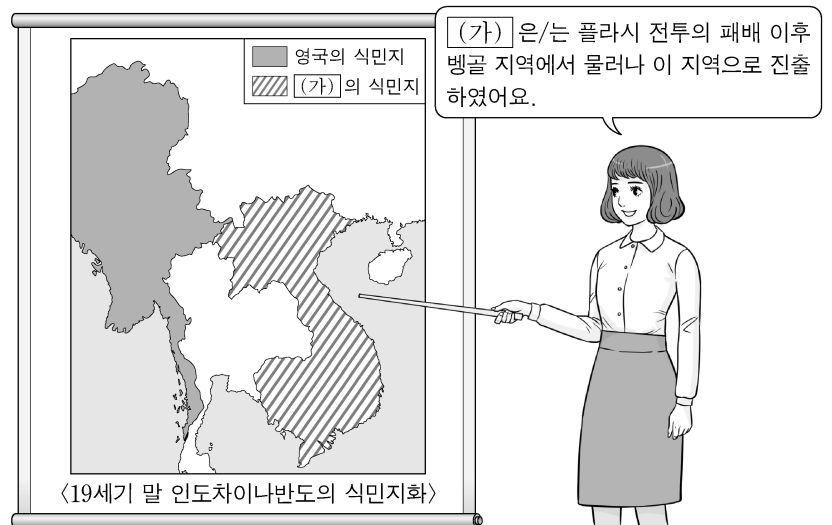 (가) 은/는 플라시 전투의 패배 이후
벵골 지역에서 물러나 이 지역으로 진출
하였어요.
영국의 식민지
(가) 의 식민지
〈19세기 말 인도차이나반도의 식민지화〉